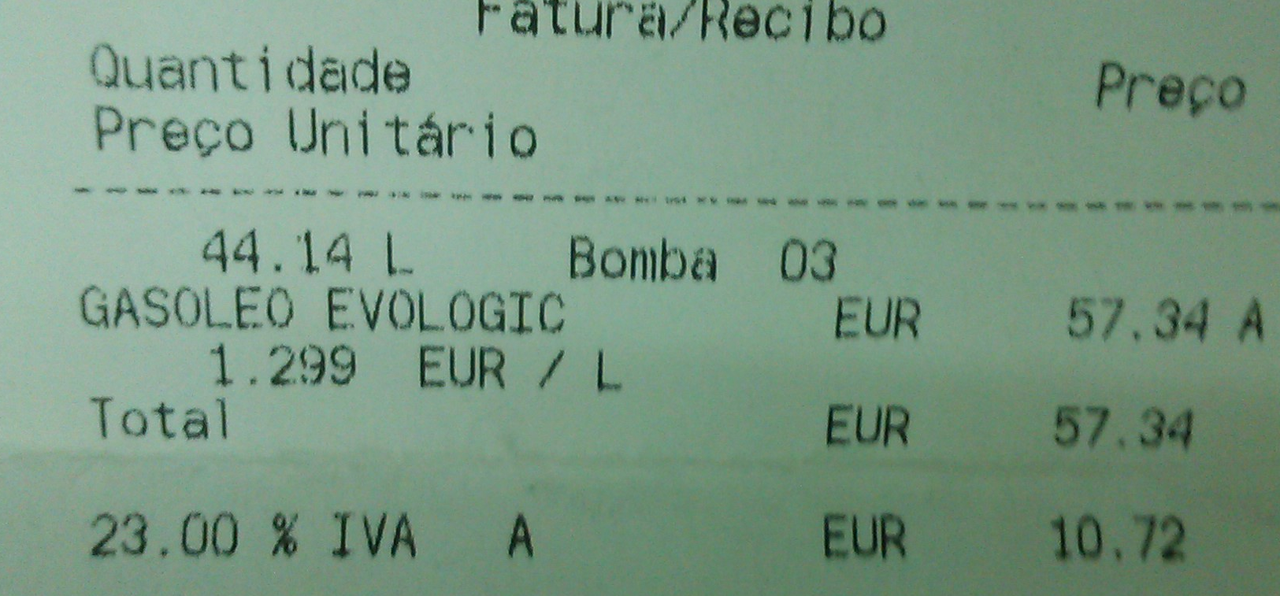 Fatura/Recibo
Quantidade Preço
Preço Unitário
--------------------------------------
44.14 L Bomba 03
GASOLEO EVOLOGIC EUR 57.34 A
1.299 EUR / L
Total EUR 57.34
23.00 % IVA A EUR 10.72